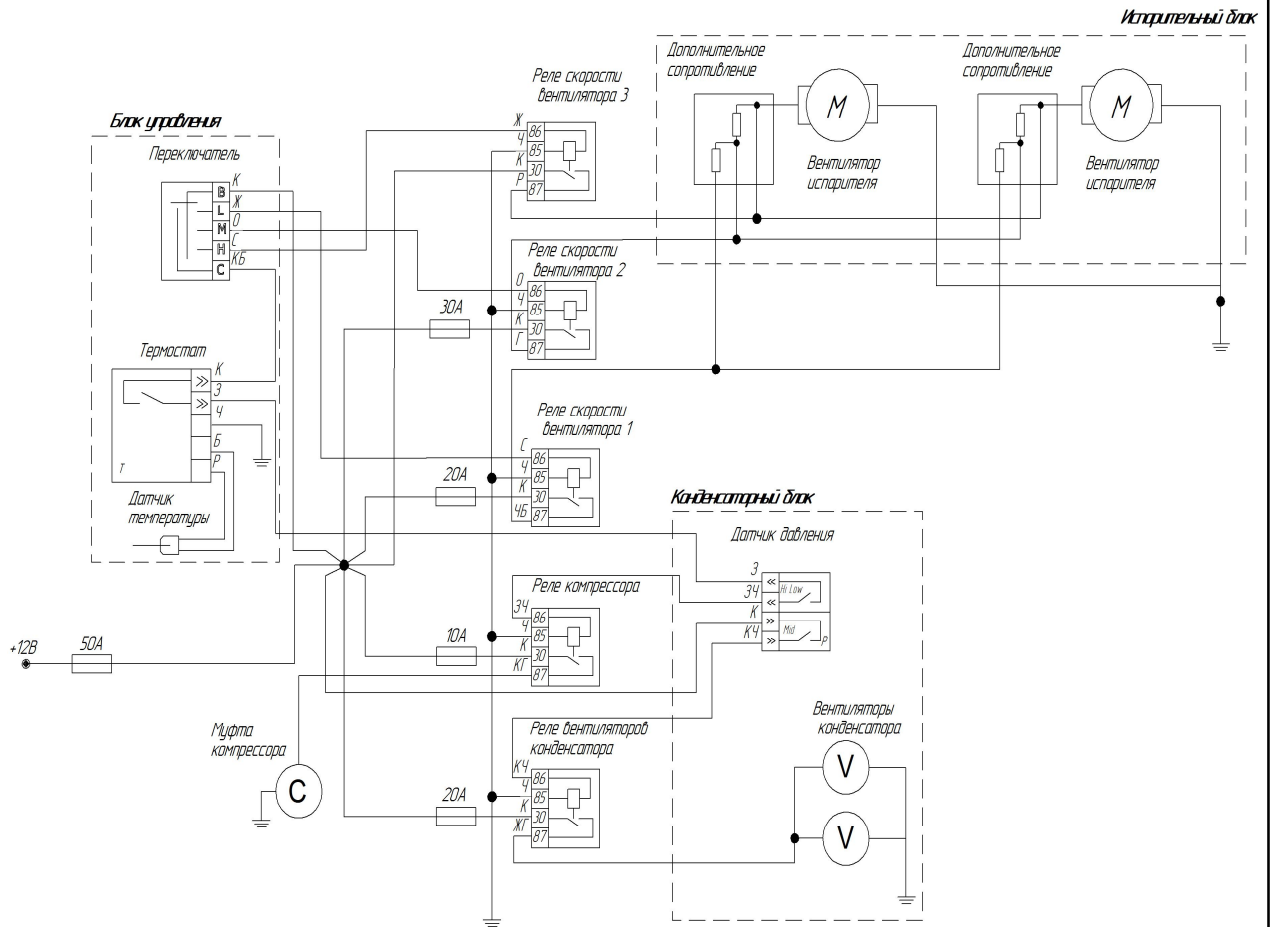 Испарительный блок
Дополнительное
сопротивление
Дополнительное
сопротивление
M
M
Вентилятор
испарителя
Вентилятор
испарителя
Реле скорости
вентилятора 3
Ж
86
Ч
85
К
30
Р
87
Блок управления
Переключатель
К
B
Ж
L
О
M
С
H
КБ
C
Реле скорости
вентилятора 2
О
86
Ч
85
К
30
Г
87
30А
Термостат
К
З
Ч
Б
Р
Т
Датчик
температуры
Реле скорости
вентилятора 1
С
86
Ч
85
К
30
ЧБ
87
20А
Конденсаторный блок
Датчик давления
З
ЗЧ
К
КЧ
Hi Low
Mid
P
Реле компрессора
ЗЧ
86
Ч
85
К
30
КГ
87
10А
+12В
50А
Муфта
компрессора
C
Реле вентиляторов
конденсатора
КЧ
86
Ч
85
К
30
ЖГ
87
20А
Вентиляторы
конденсатора
V
V